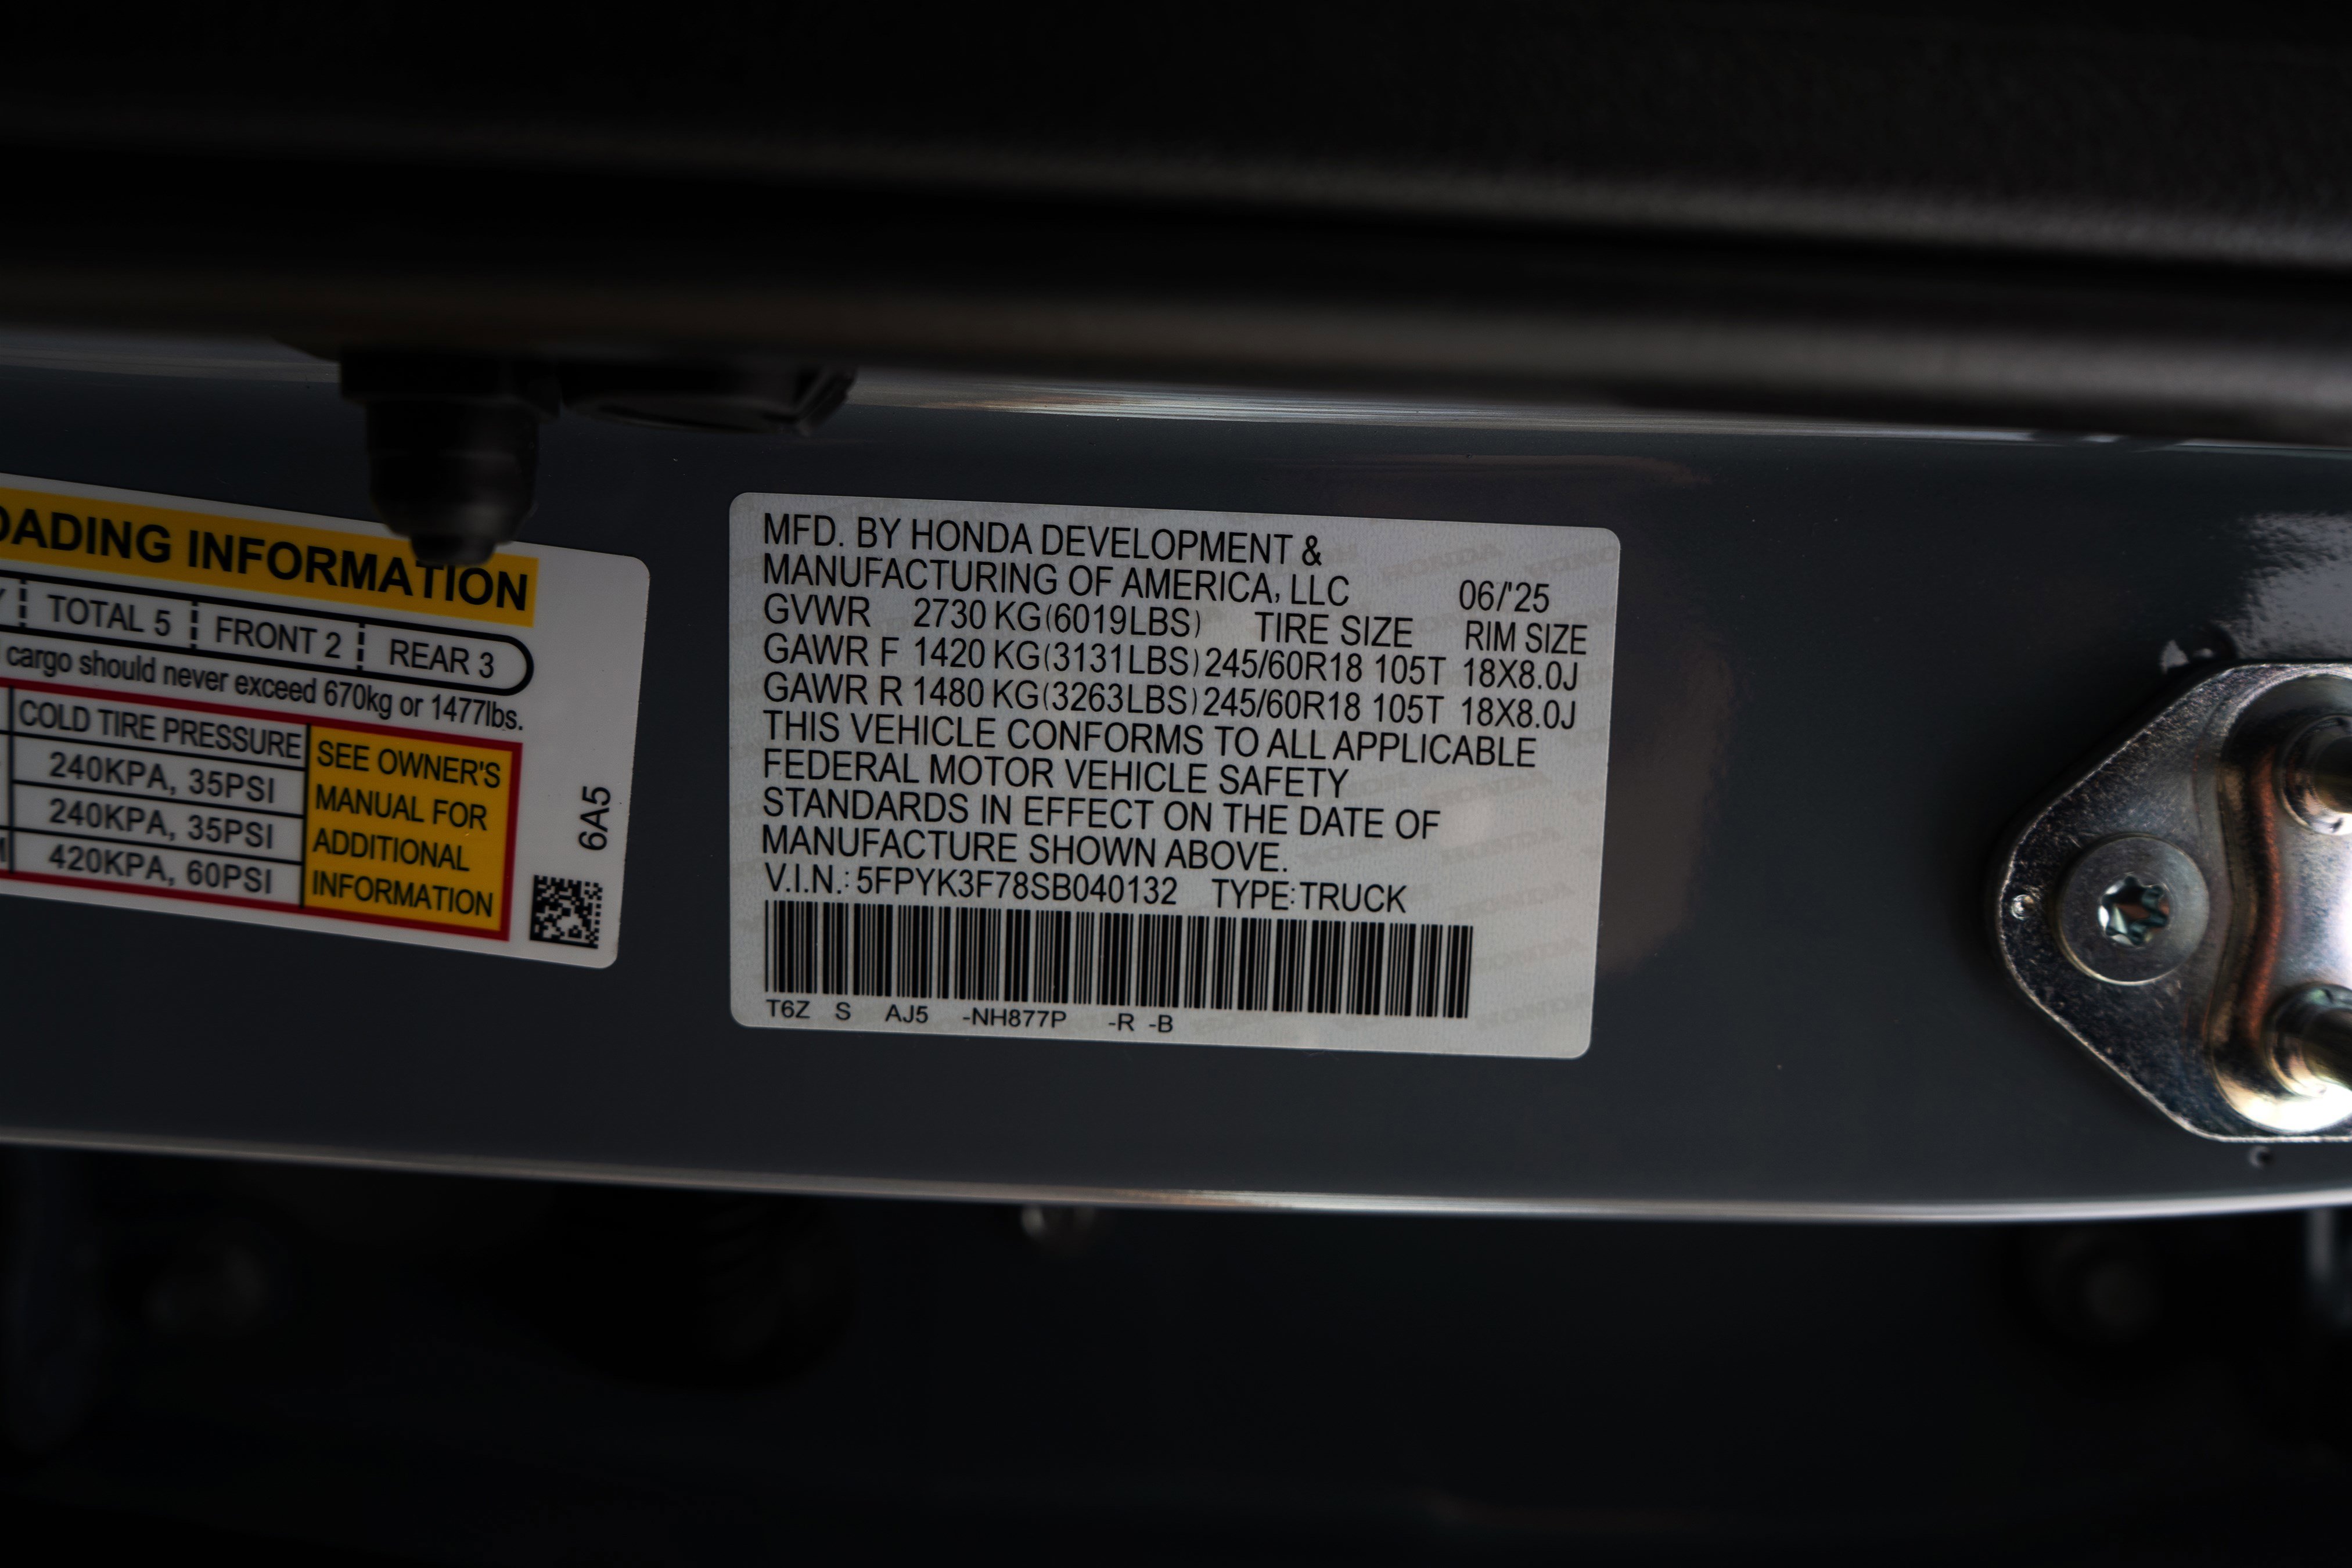 OADING INFORMATION
TOTAL 5 FRONT 2 REAR 3
cargo should never exceed 670kg or 1477lbs.
COLD TIRE PRESSURE
240KPA, 35PSI
240KPA, 35PSI
420KPA, 60PSI
SEE OWNER'S
MANUAL FOR
ADDITIONAL
INFORMATION
6A5
MFD. BY HONDA DEVELOPMENT &
MANUFACTURING OF AMERICA, LLC 06/'25
GVWR 2730 KG(6019LBS) TIRE SIZE RIM SIZE
GAWR F 1420 KG(3131LBS) 245/60R18 105T 18X8.0J
GAWR R 1480 KG(3263LBS) 245/60R18 105T 18X8.0J
THIS VEHICLE CONFORMS TO ALL APPLICABLE
FEDERAL MOTOR VEHICLE SAFETY
STANDARDS IN EFFECT ON THE DATE OF
MANUFACTURE SHOWN ABOVE.
V.I.N.: 5FPYK3F78SB040132 TYPE:TRUCK
T6Z S AJ5 -NH877P -R -B